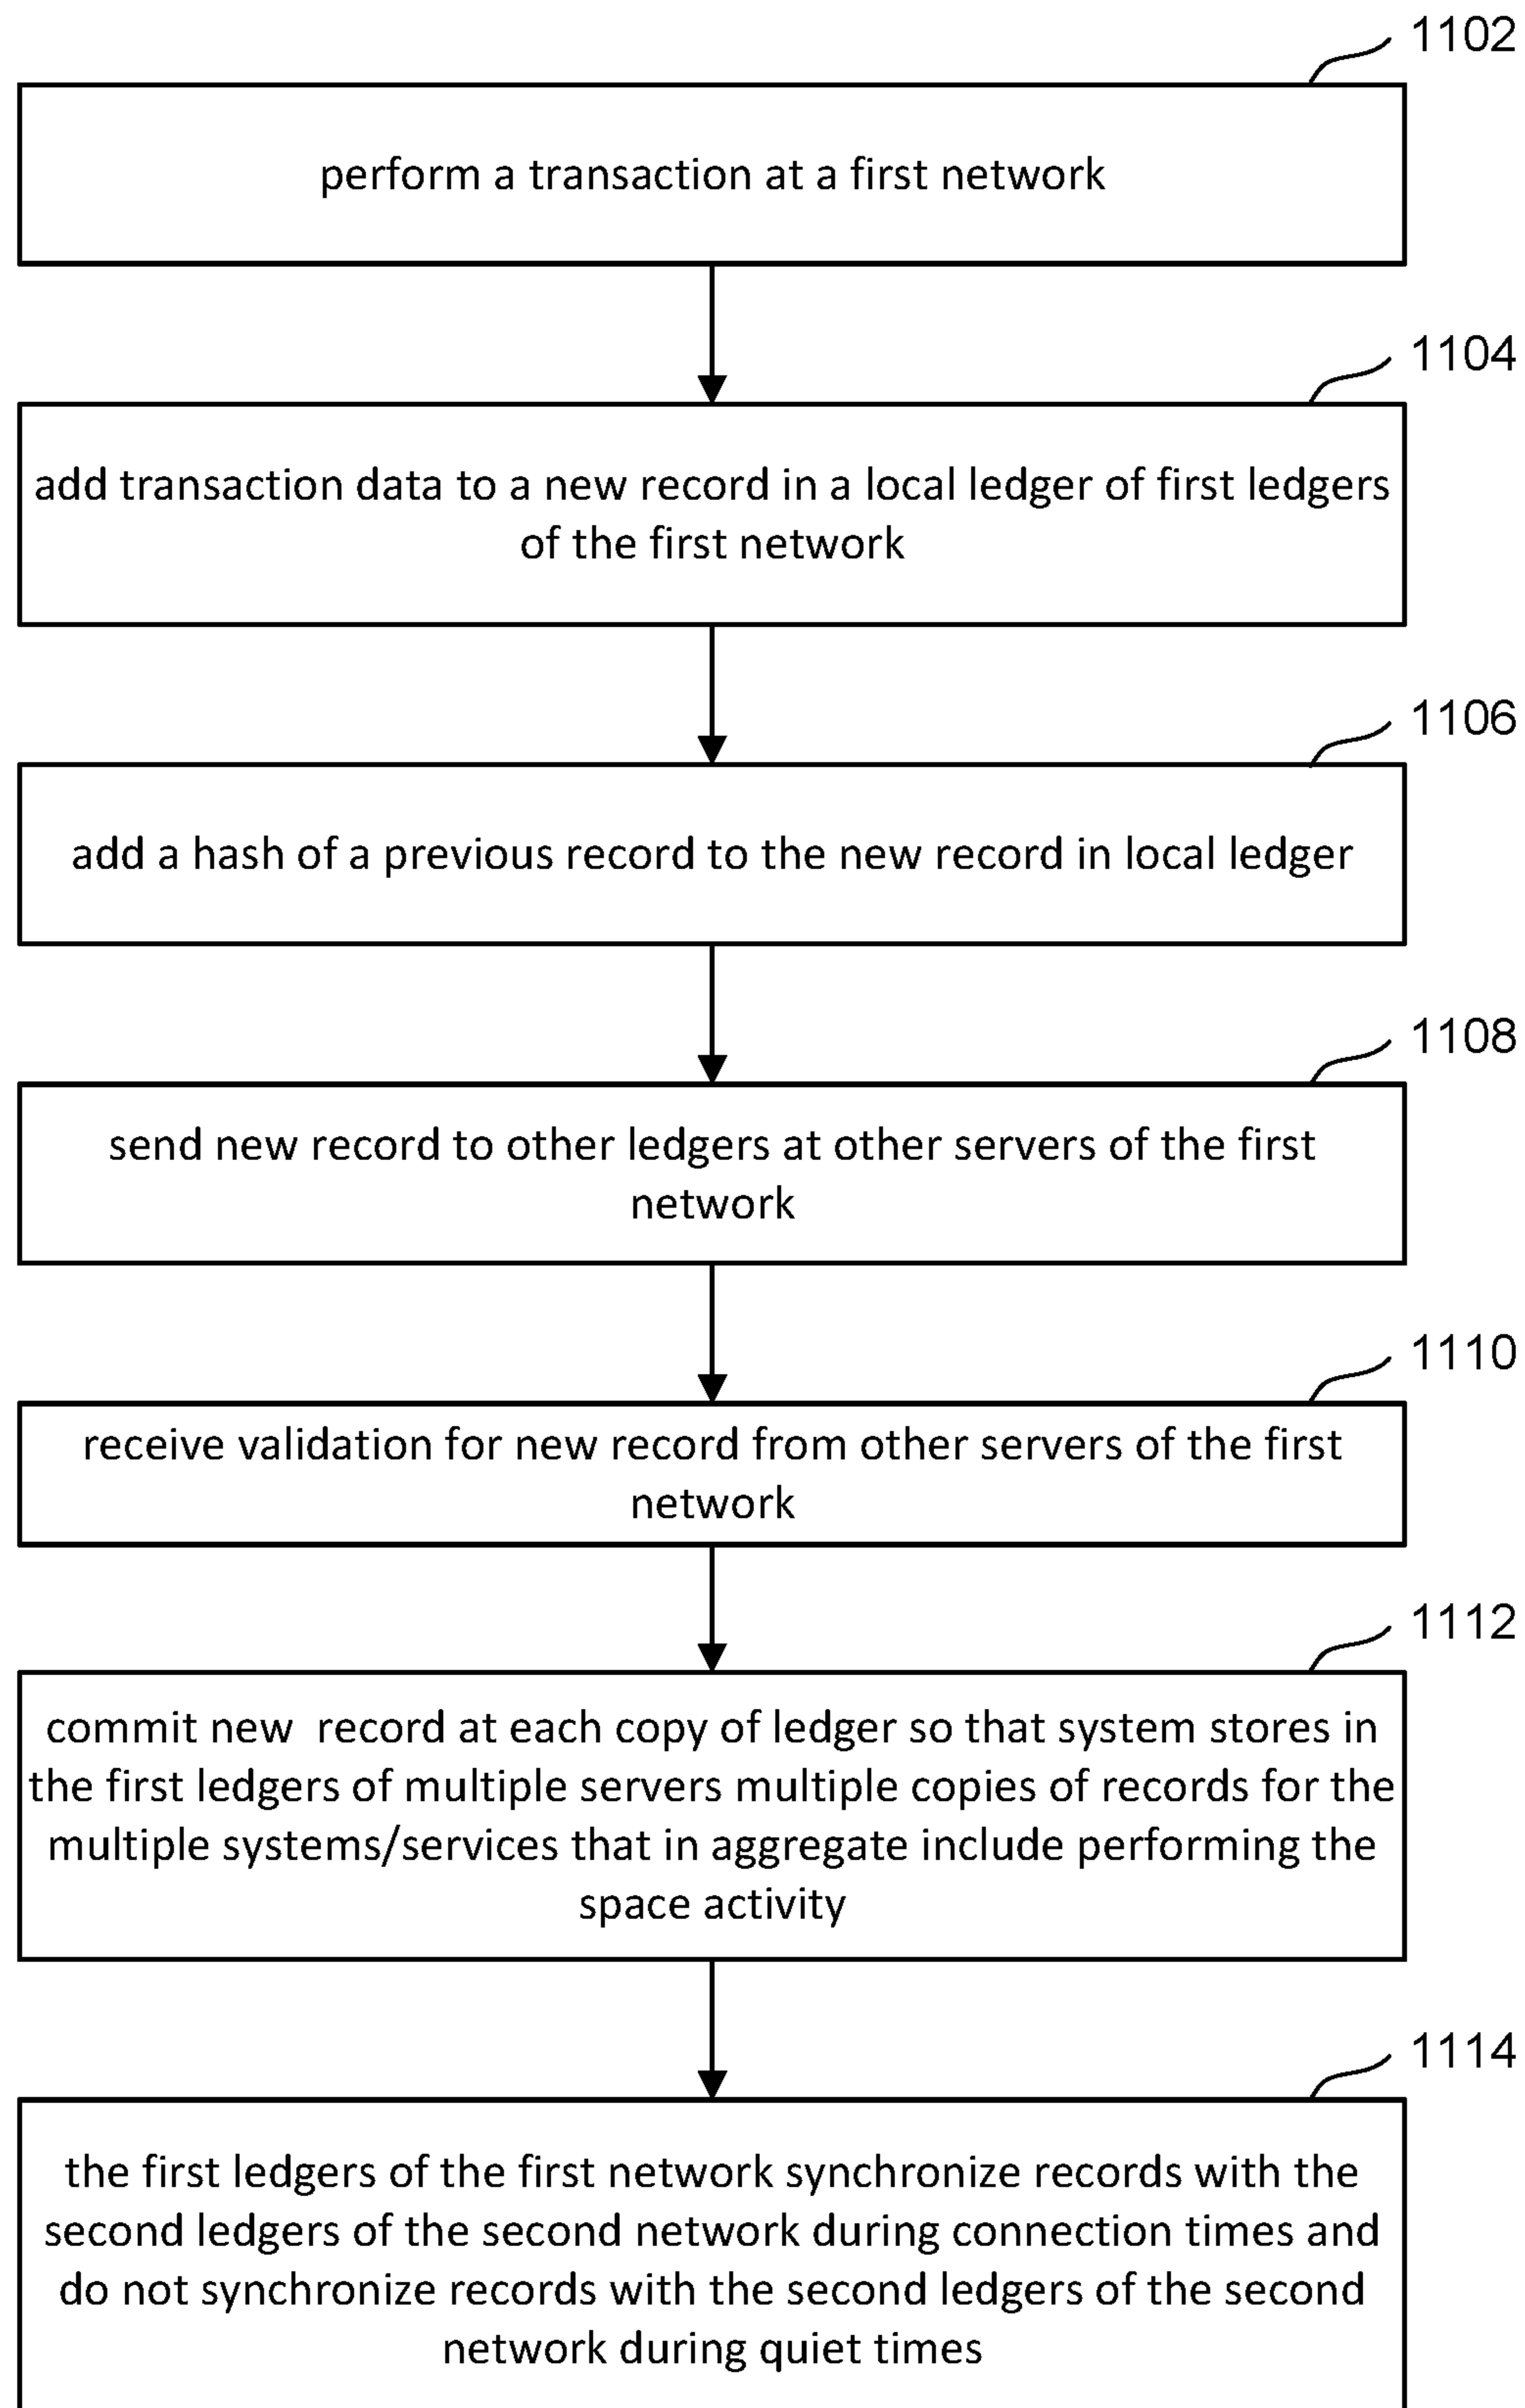 1102
perform a transaction at a first network
1104
add transaction data to a new record in a local ledger of first ledgers
of the first network
1106
add a hash of a previous record to the new record in local ledger
1108
send new record to other ledgers at other servers of the first
network
1110
receive validation for new record from other servers of the first
network
1112
commit new record at each copy of ledger so that system stores in
the first ledgers of multiple servers multiple copies of records for the
multiple systems/services that in aggregate include performing the
space activity
1114
the first ledgers of the first network synchronize records with the
second ledgers of the second network during connection times and
do not synchronize records with the second ledgers of the second
network during quiet times